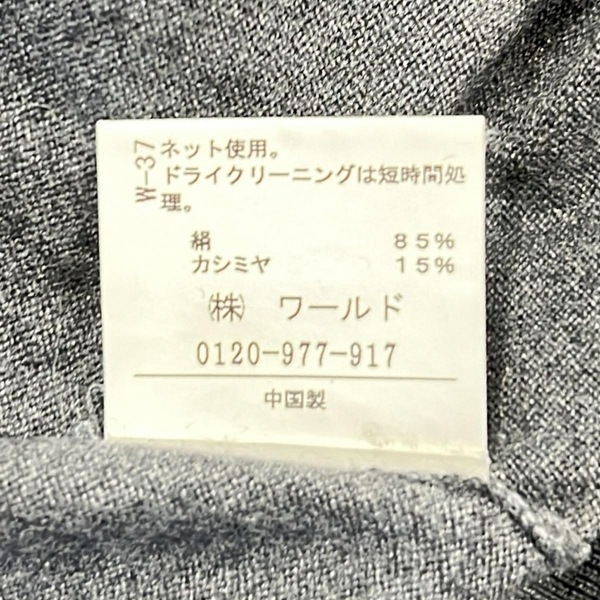 W-37
ネット使用。
ドライクリーニングは短時間処
理。
絹 85%
カシミヤ 15%
㈱ ワールド
0120-977-917
中国製